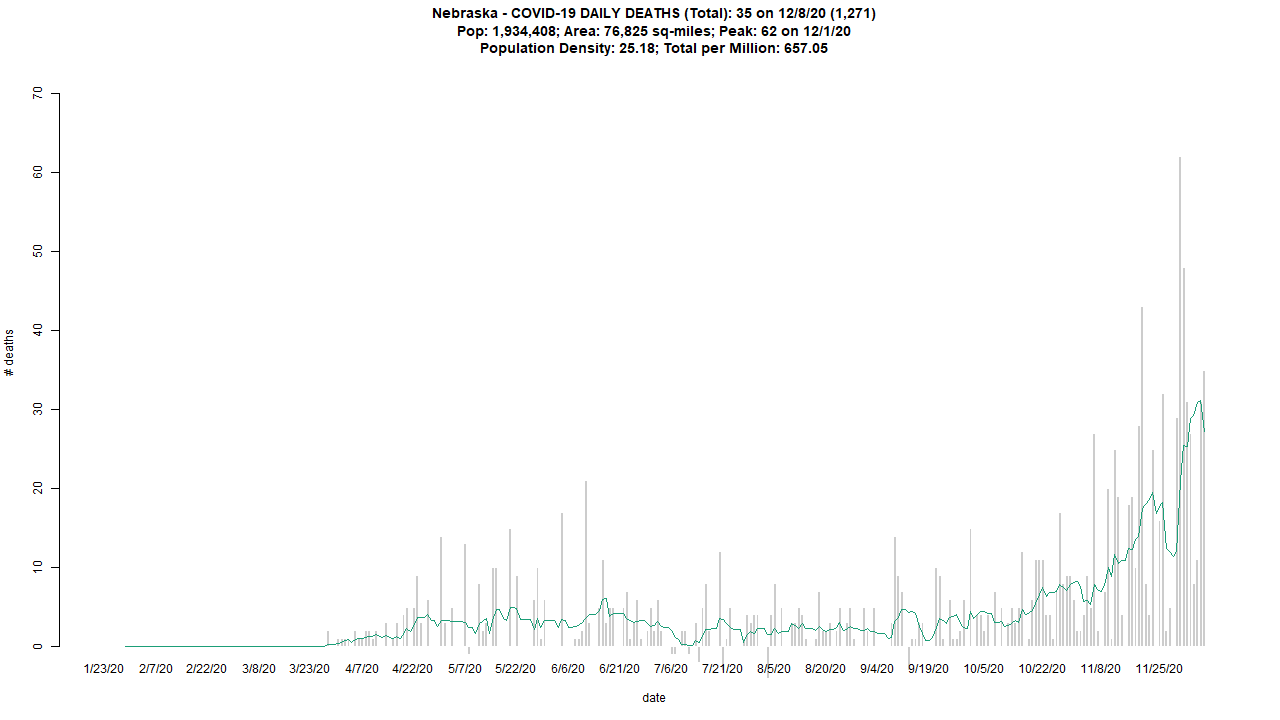 Nebraska - COVID-19 DAILY DEATHS (Total): 35 on 12/8/20 (1,271)
Pop: 1,934,408; Area: 76,825 sq-miles; Peak: 62 on 12/1/20
Population Density: 25.18; Total per Million: 657.05
70
60
50
40
30
20
10
0
# deaths
1/23/20 2/7/20 2/22/20 3/8/20 3/23/20 4/7/20 4/22/20 5/7/20 5/22/20 6/6/20 6/21/20 7/6/20 7/21/20 8/5/20 8/20/20 9/4/20 9/19/20 10/5/20 10/22/20 11/8/20 11/25/20
date